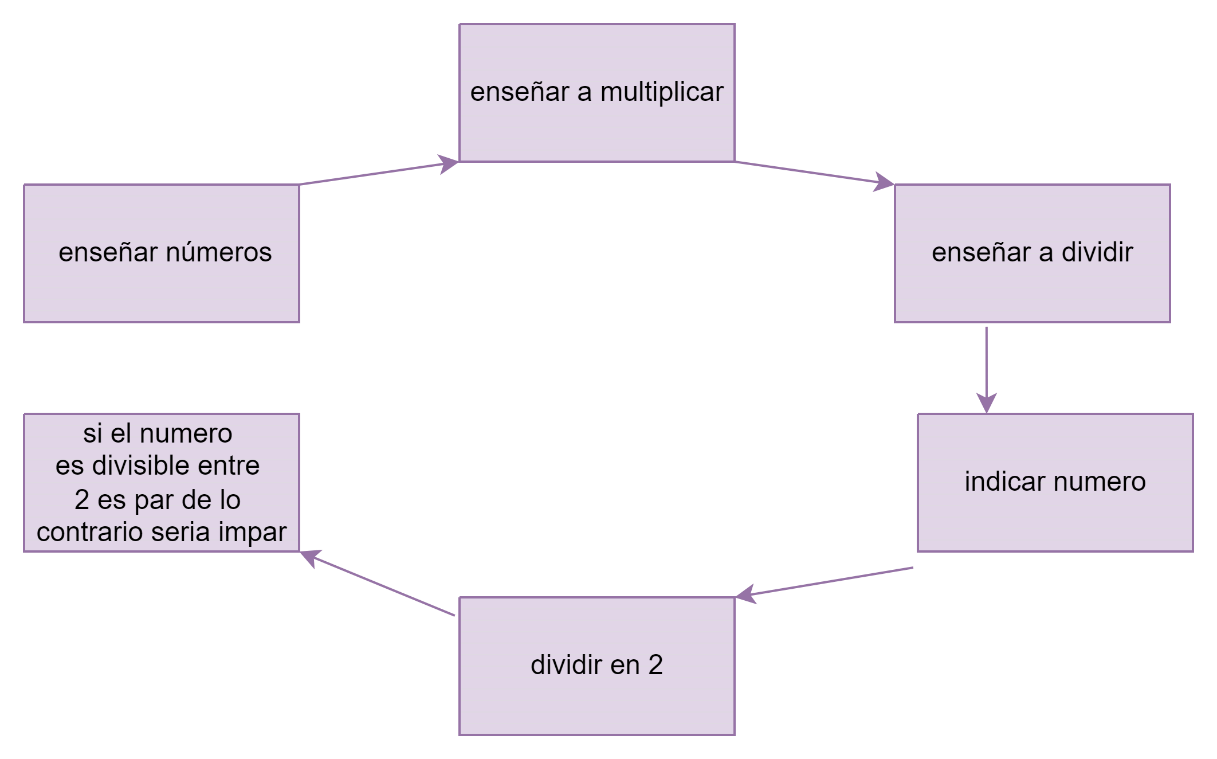 enseñar a multiplicar
enseñar números
enseñar a dividir
si el numero
es divisible entre
2 es par de lo
contrario seria impar
indicar numero
dividir en 2